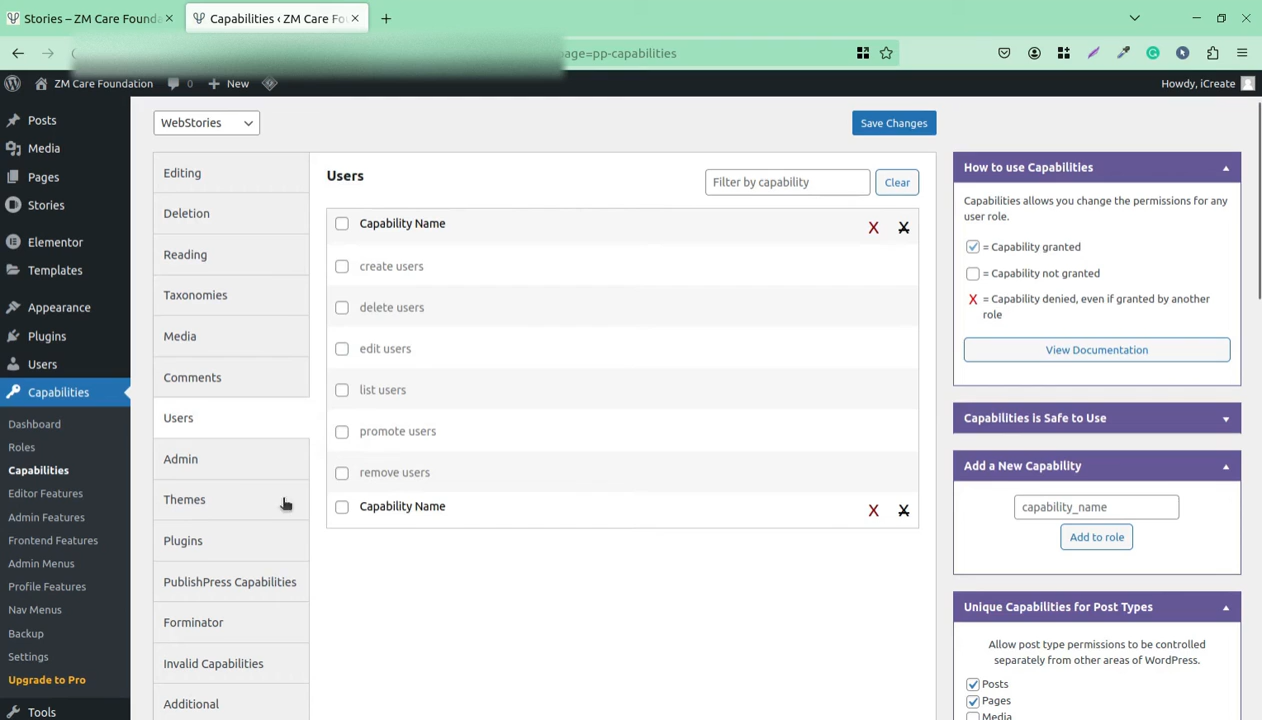 Stories – ZM Care Founda
Capabilities ‹ ZM Care Fo
page=pp-capabilities
ZM Care Foundation
0
New
Howdy, iCreate
Posts
Media
Pages
Stories
Elementor
Templates
Appearance
Plugins
Users
Capabilities
Dashboard
Roles
Capabilities
Editor Features
Admin Features
Frontend Features
Admin Menus
Profile Features
Nav Menus
Backup
Settings
Upgrade to Pro
Tools
WebStories
Save Changes
Editing
Deletion
Reading
Taxonomies
Media
Comments
Users
Admin
Themes
Plugins
PublishPress Capabilities
Forminator
Invalid Capabilities
Additional
Users
Filter by capability
Clear
Capability Name
X X
create users
delete users
edit users
list users
promote users
remove users
Capability Name
X X
How to use Capabilities
Capabilities allows you change the permissions for any
user role.
= Capability granted
= Capability not granted
X = Capability denied, even if granted by another
role
View Documentation
Capabilities is Safe to Use
Add a New Capability
capability_name
Add to role
Unique Capabilities for Post Types
Allow post type permissions to be controlled
separately from other areas of WordPress.
Posts
Pages
Media